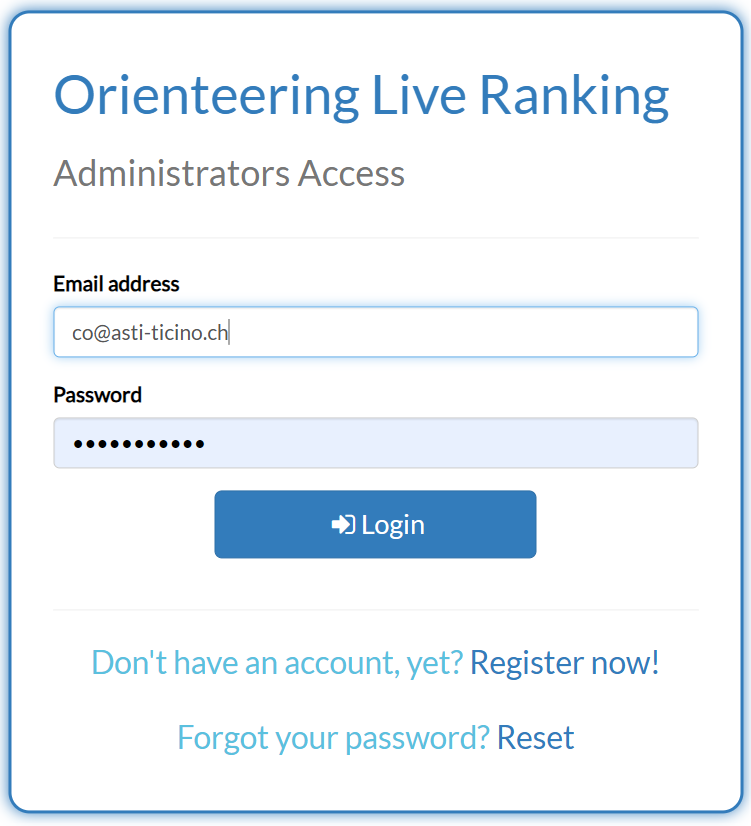 Orienteering Live Ranking
Administrators Access
Email address
co@asti-ticino.ch
Password
•••••••••••
Login
Don't have an account, yet? Register now!
Forgot your password? Reset